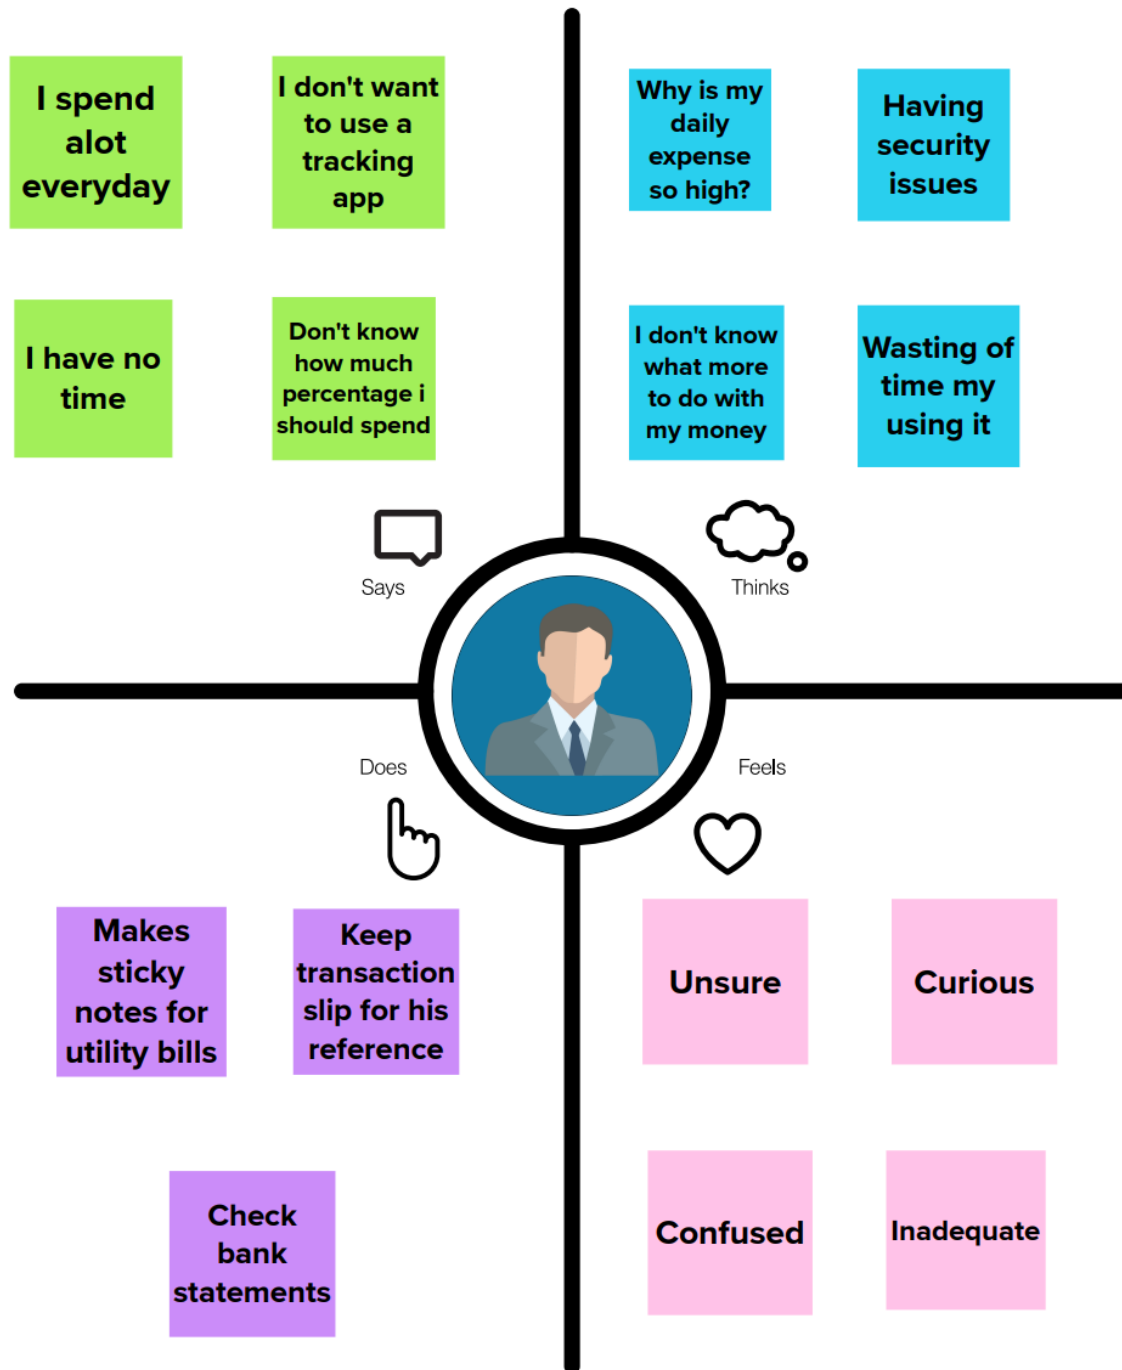 I spend
alot
everyday
I don't want
to use a
tracking
app
I have no
time
Don't know
how much
percentage i
should spend
Says
Why is my
daily
expense
so high?
Having
security
issues
I don't know
what more
to do with
my money
Wasting of
time my
using it
Thinks
Does
Makes
sticky
notes for
utility bills
Keep
transaction
slip for his
reference
Check
bank
statements
Feels
Unsure
Curious
Confused
Inadequate